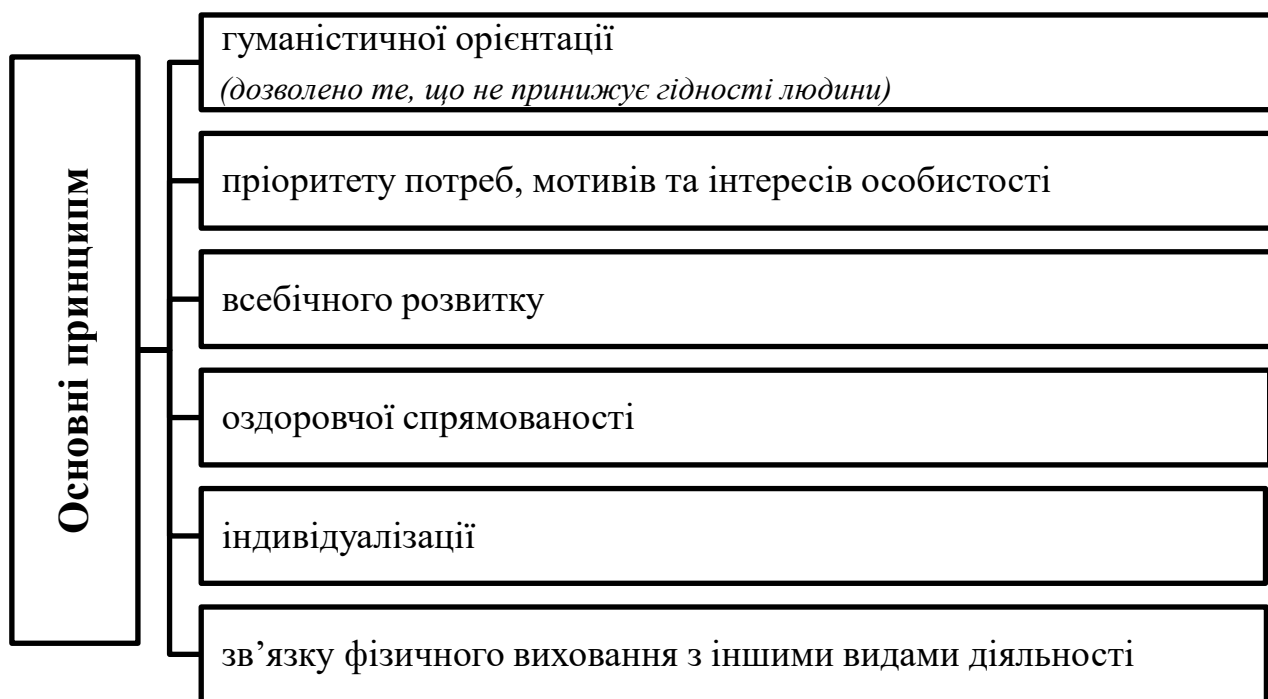 Основні принципм
гуманістичної орієнтації
(дозволено те, що не принижує гідності людини)
пріоритету потреб, мотивів та інтересів особистості
всебічного розвитку
оздоровчої спрямованості
індивідуалізації
зв’язку фізичного виховання з іншими видами діяльності